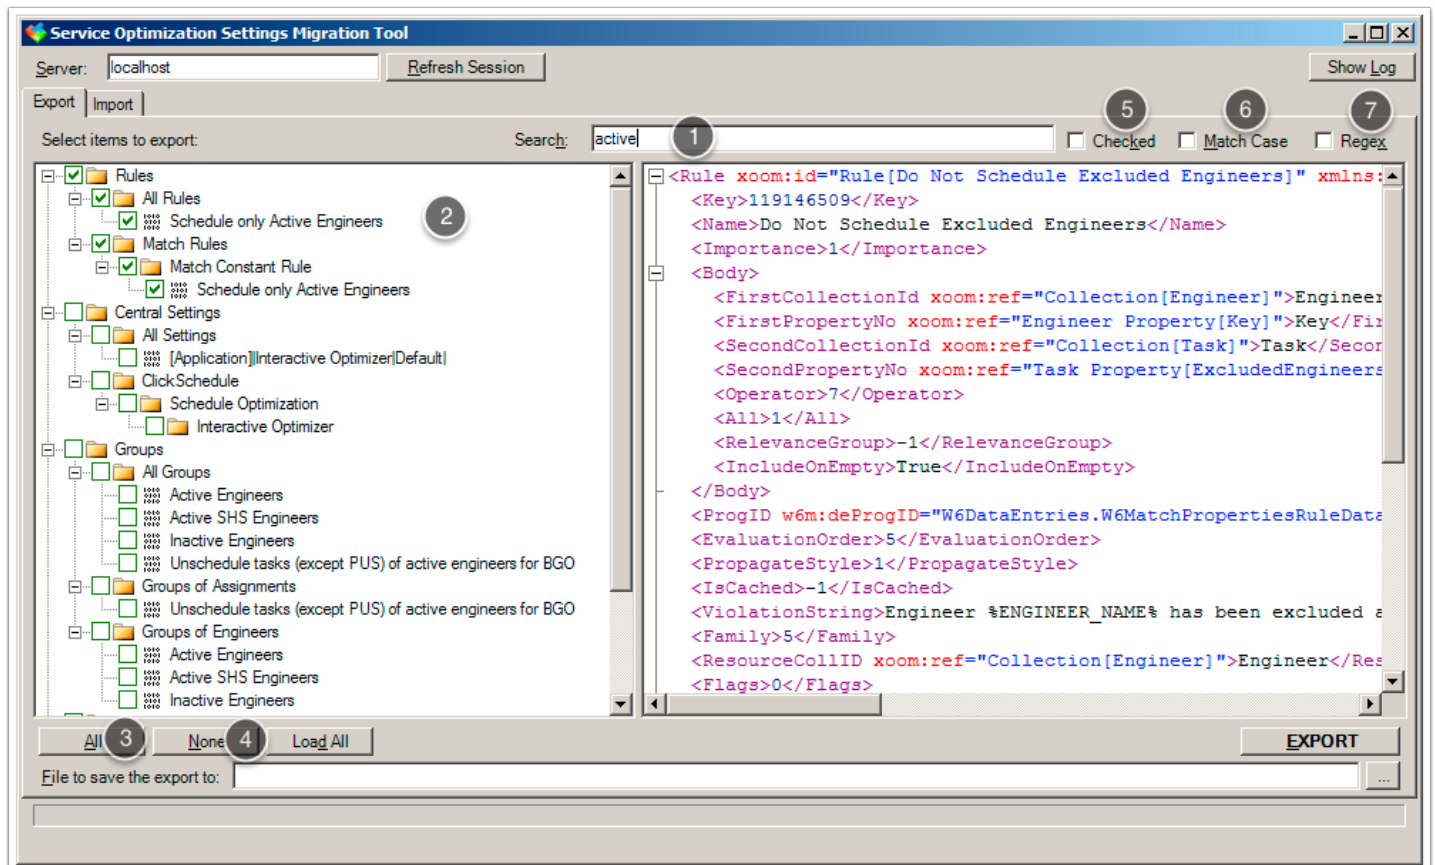 Service Optimization Settings Migration Tool
Server: localhost Refresh Session Show Log
Export Import
5 6 7
Select items to export: Search: active 1 Checked Match Case Regex
Rules
All Rules
Schedule only Active Engineers 2
Match Rules
Match Constant Rule
Schedule only Active Engineers
Central Settings
All Settings
[Application]|Interactive Optimizer|Default|
ClickSchedule
Schedule Optimization
Interactive Optimizer
Groups
All Groups
Active Engineers
Active SHS Engineers
Inactive Engineers
Unschedule tasks (except PUS) of active engineers for BGO
Groups of Assignments
Unschedule tasks (except PUS) of active engineers for BGO
Groups of Engineers
Active Engineers
Active SHS Engineers
Inactive Engineers
<Rule xoom:id="Rule[Do Not Schedule Excluded Engineers]" xmlns:
<Key>119146509</Key>
<Name>Do Not Schedule Excluded Engineers</Name>
<Importance>1</Importance>
<Body>
<FirstCollectionId xoom:ref="Collection[Engineer]">Engineer
<FirstPropertyNo xoom:ref="Engineer Property[Key]">Key</Fir
<SecondCollectionId xoom:ref="Collection[Task]">Task</Secon
<SecondPropertyNo xoom:ref="Task Property[ExcludedEngineers
<Operator>7</Operator>
<All>1</All>
<RelevanceGroup>-1</RelevanceGroup>
<IncludeOnEmpty>True</IncludeOnEmpty>
</Body>
<ProgID w6m:deProgID="W6DataEntries.W6MatchPropertiesRuleData
<EvaluationOrder>5</EvaluationOrder>
<PropagateStyle>1</PropagateStyle>
<IsCached>-1</IsCached>
<ViolationString>Engineer %ENGINEER_NAME% has been excluded a
<Family>5</Family>
<ResourceCollID xoom:ref="Collection[Engineer]">Engineer</Res
<Flags>0</Flags>
All 3 None 4 Load All EXPORT
File to save the export to: ...